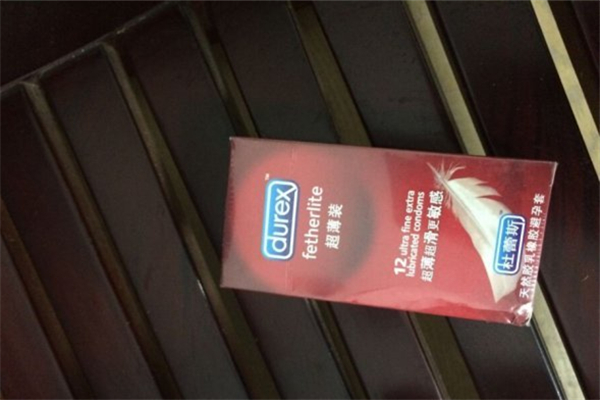 durex™
fetherlite
超薄装
12 ultra fine extra
lubricated condoms
超薄超滑更敏感
杜蕾斯
天然胶乳橡胶避孕套